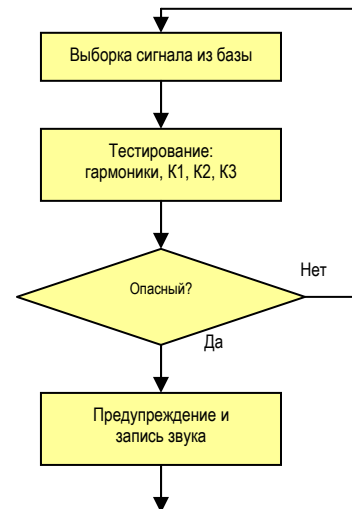 Выборка сигнала из базы
Тестирование:
гармоники, К1, К2, К3
Опасный?
Нет
Да
Предупреждение и
запись звука